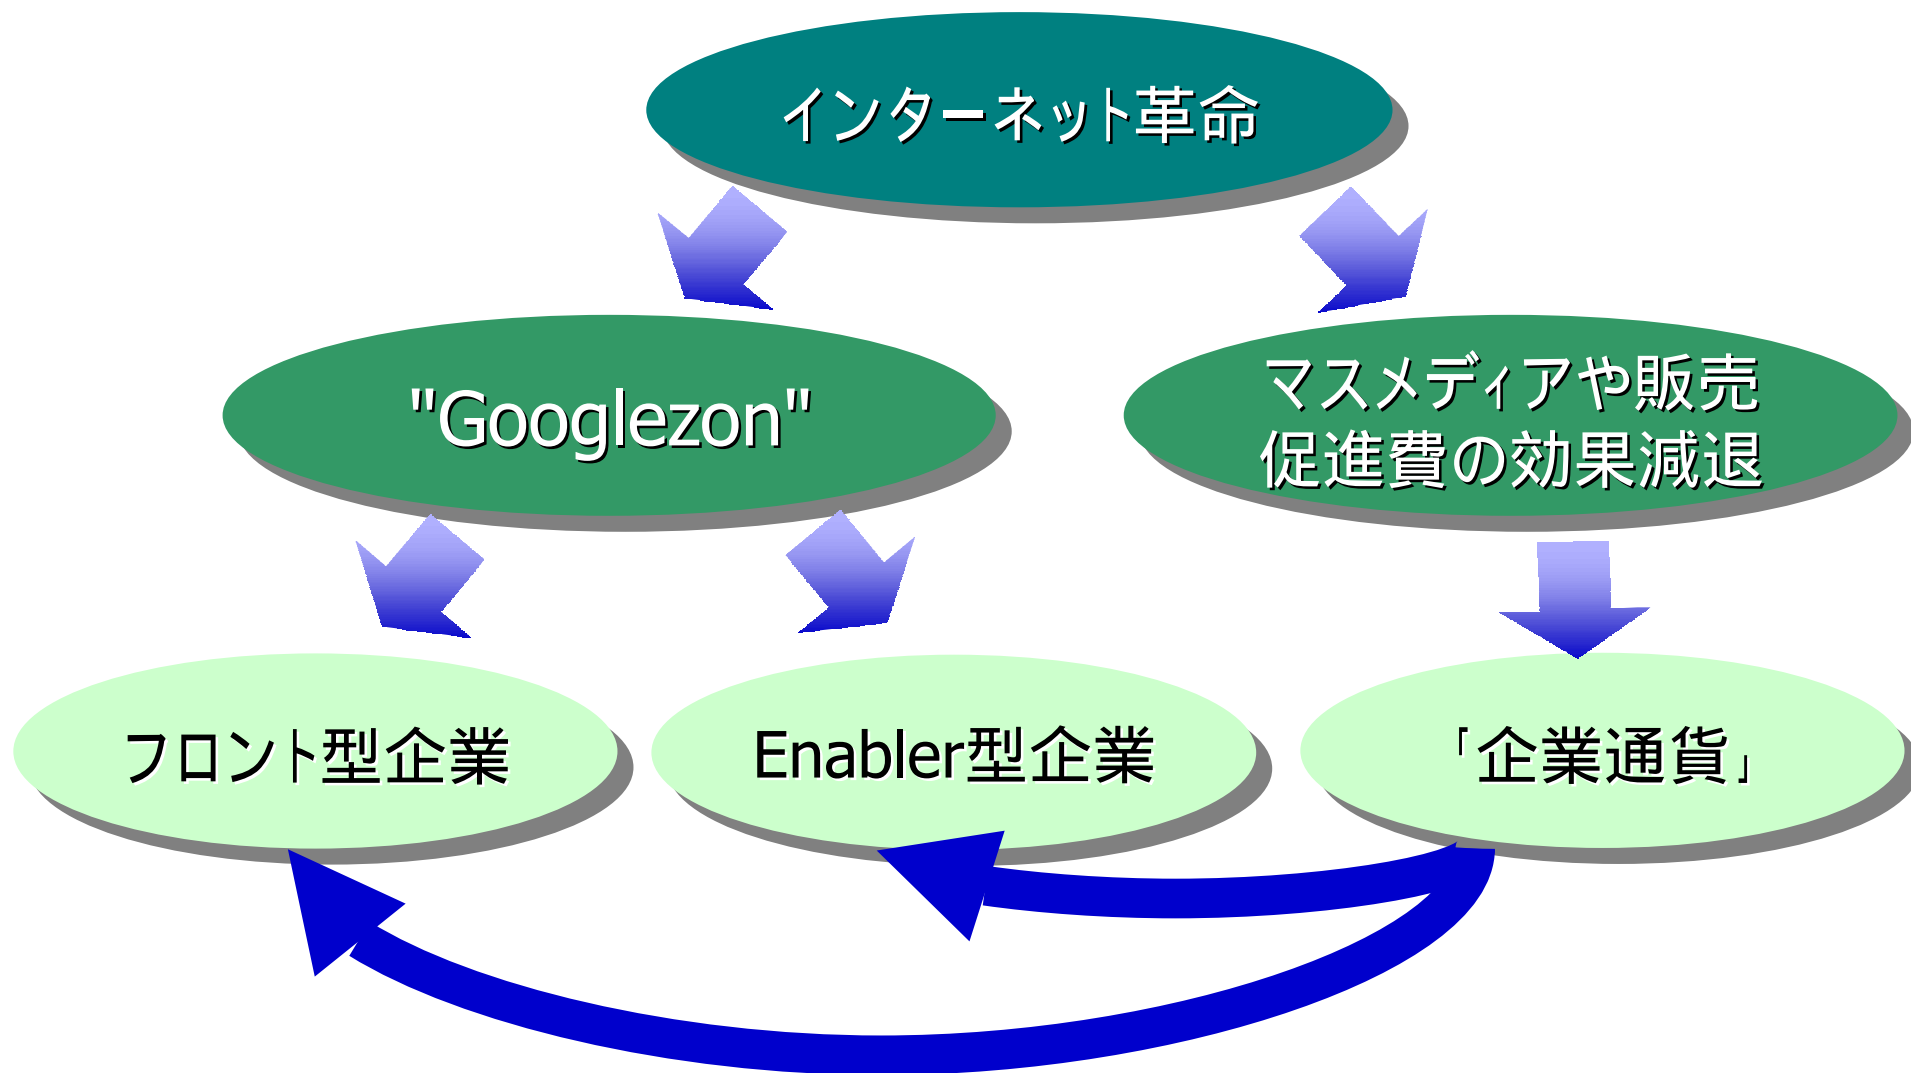 インターネット革命
"Googlezon"
マスメディアや販売
促進費の効果減退
フロント型企業
Enabler型企業
「企業通貨」